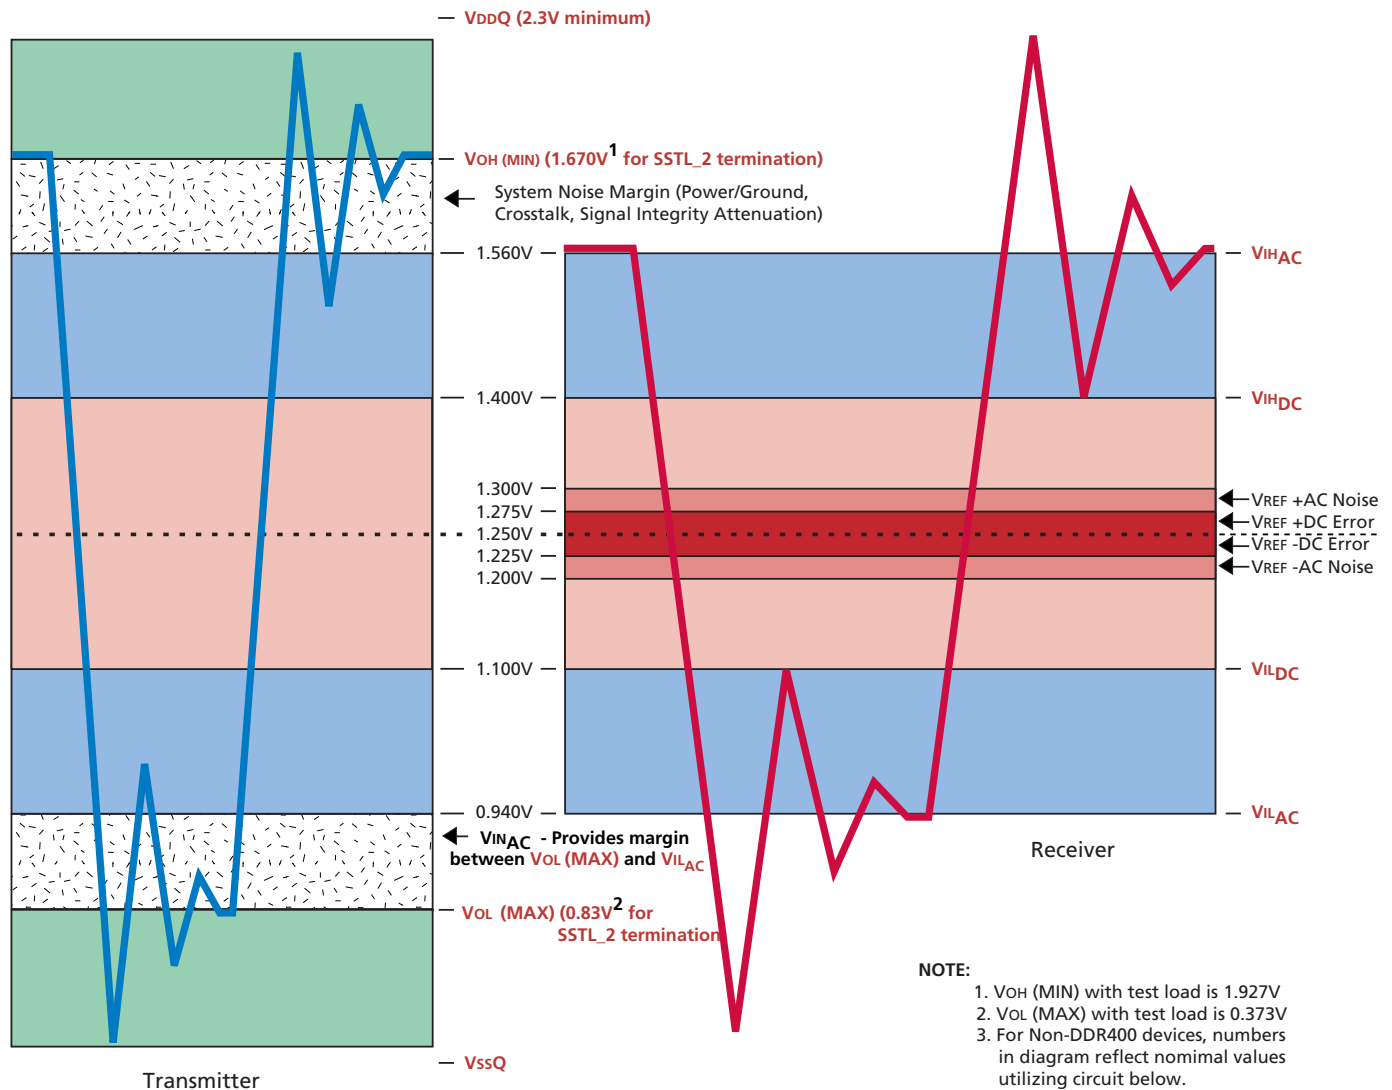 VDDQ (2.3V minimum)
VOH (MIN) (1.670V1 for SSTL_2 termination)
System Noise Margin (Power/Ground,
Crosstalk, Signal Integrity Attenuation)
1.560V
VIHAC
1.400V
VIHDC
1.300V
VREF +AC Noise
1.275V
VREF +DC Error
1.250V
VREF -DC Error
1.225V
VREF -AC Noise
1.200V
1.100V
VILDC
0.940V
VILAC
VINAC - Provides margin
between VOL (MAX) and VILAC
Receiver
VOL (MAX) (0.83V2 for
SSTL_2 termination
NOTE:
1. VOH (MIN) with test load is 1.927V
2. VOL (MAX) with test load is 0.373V
3. For Non-DDR400 devices, numbers
in diagram reflect nomimal values
utilizing circuit below.
VSSQ
Transmitter